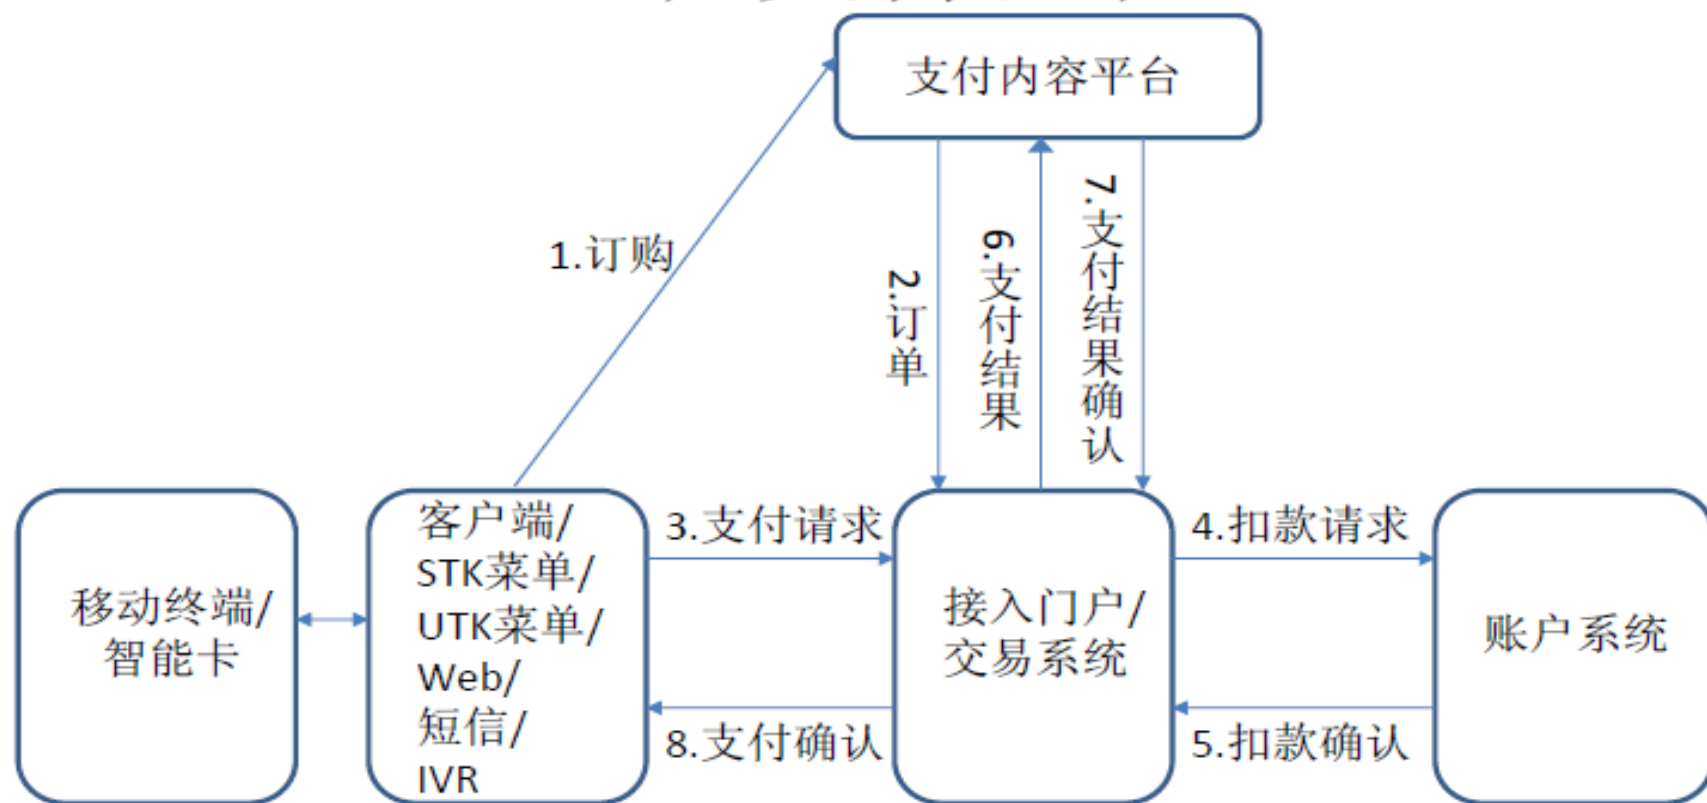 支付内容平台
1.订购
2.订单
6.支付结果
7.支付结果确认
移动终端/
智能卡
客户端/
STK菜单/
UTK菜单/
Web/
短信/
IVR
3.支付请求
8.支付确认
接入门户/
交易系统
4.扣款请求
5.扣款确认
账户系统